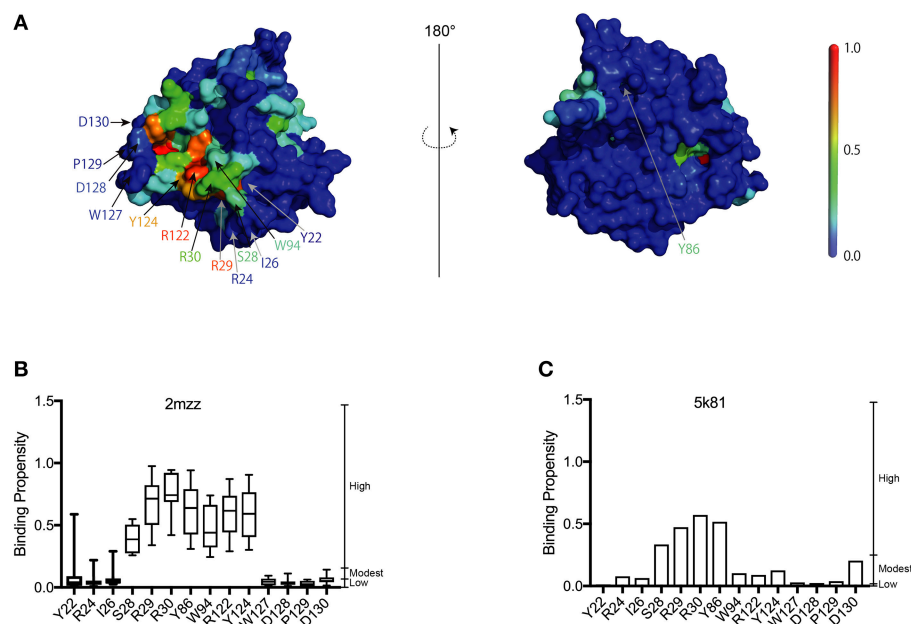 A
180°
1.0
0.5
0.0
D130
P129
D128
W127
Y124
R122
R30
R29
S28
R24
I26
W94
Y22
Y86
B
2mzz
Binding Propensity
1.5
1.0
0.5
0.0
High
Modest
Low
Y22 R24 I26 S28 R29 R30 Y86 W94 R122 Y124 W127 D128 P129 D130
C
5k81
Binding Propensity
1.5
1.0
0.5
0.0
High
Modest
Low
Y22 R24 I26 S28 R29 R30 Y86 W94 R122 Y124 W127 D128 P129 D130